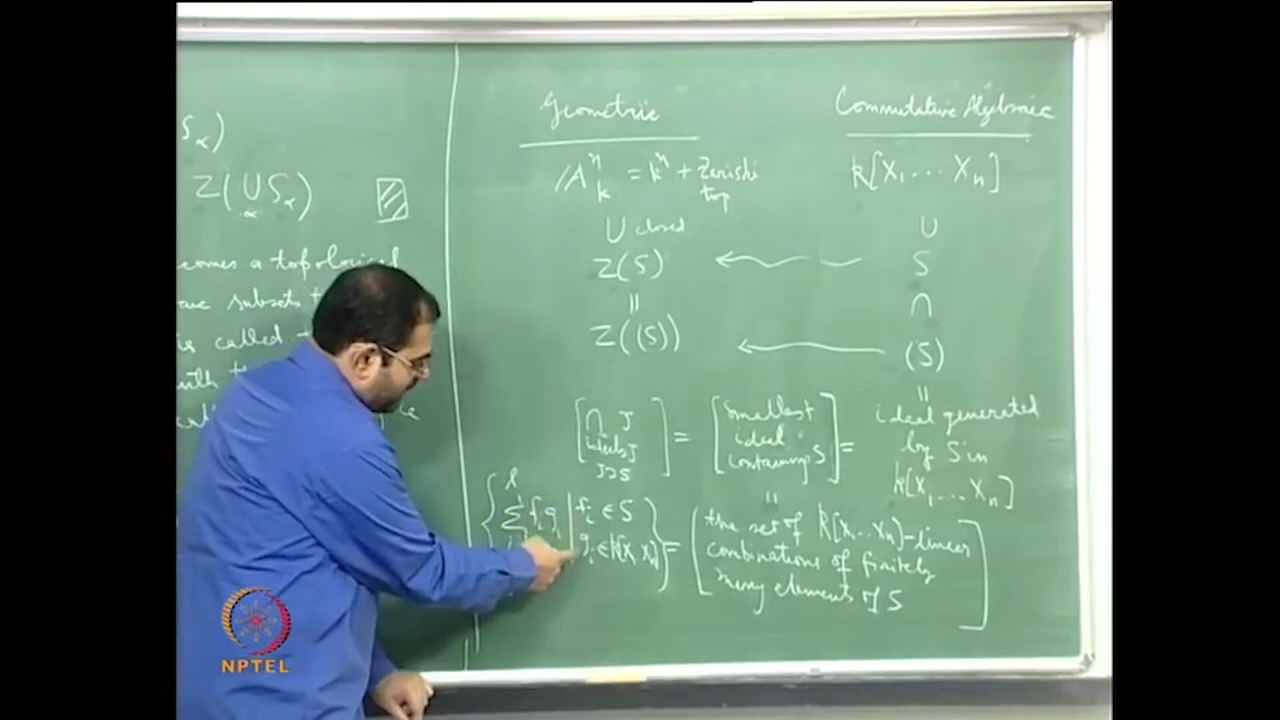 S_α)
Z(∪_α S_α)
comes a topological
subsets
is called
Geometric
Commutative Algebraic
𝔸^n_k = k^n + Zariski top
k[X_1 ... X_n]
∪ closed
∪
Z(S) ← S
||
∩
Z((S)) ← (S)
||
[∩ J ideals J J⊃S] = [smallest ideal containing S] = ideal generated by S in k[X_1, ... X_n]
||
{Σ^l f_i g_i | f_i ∈ S g_i ∈ k[X_1 X_n]} = [the set of k[X_1...X_n]-linear combinations of finitely many elements of S]
NPTEL